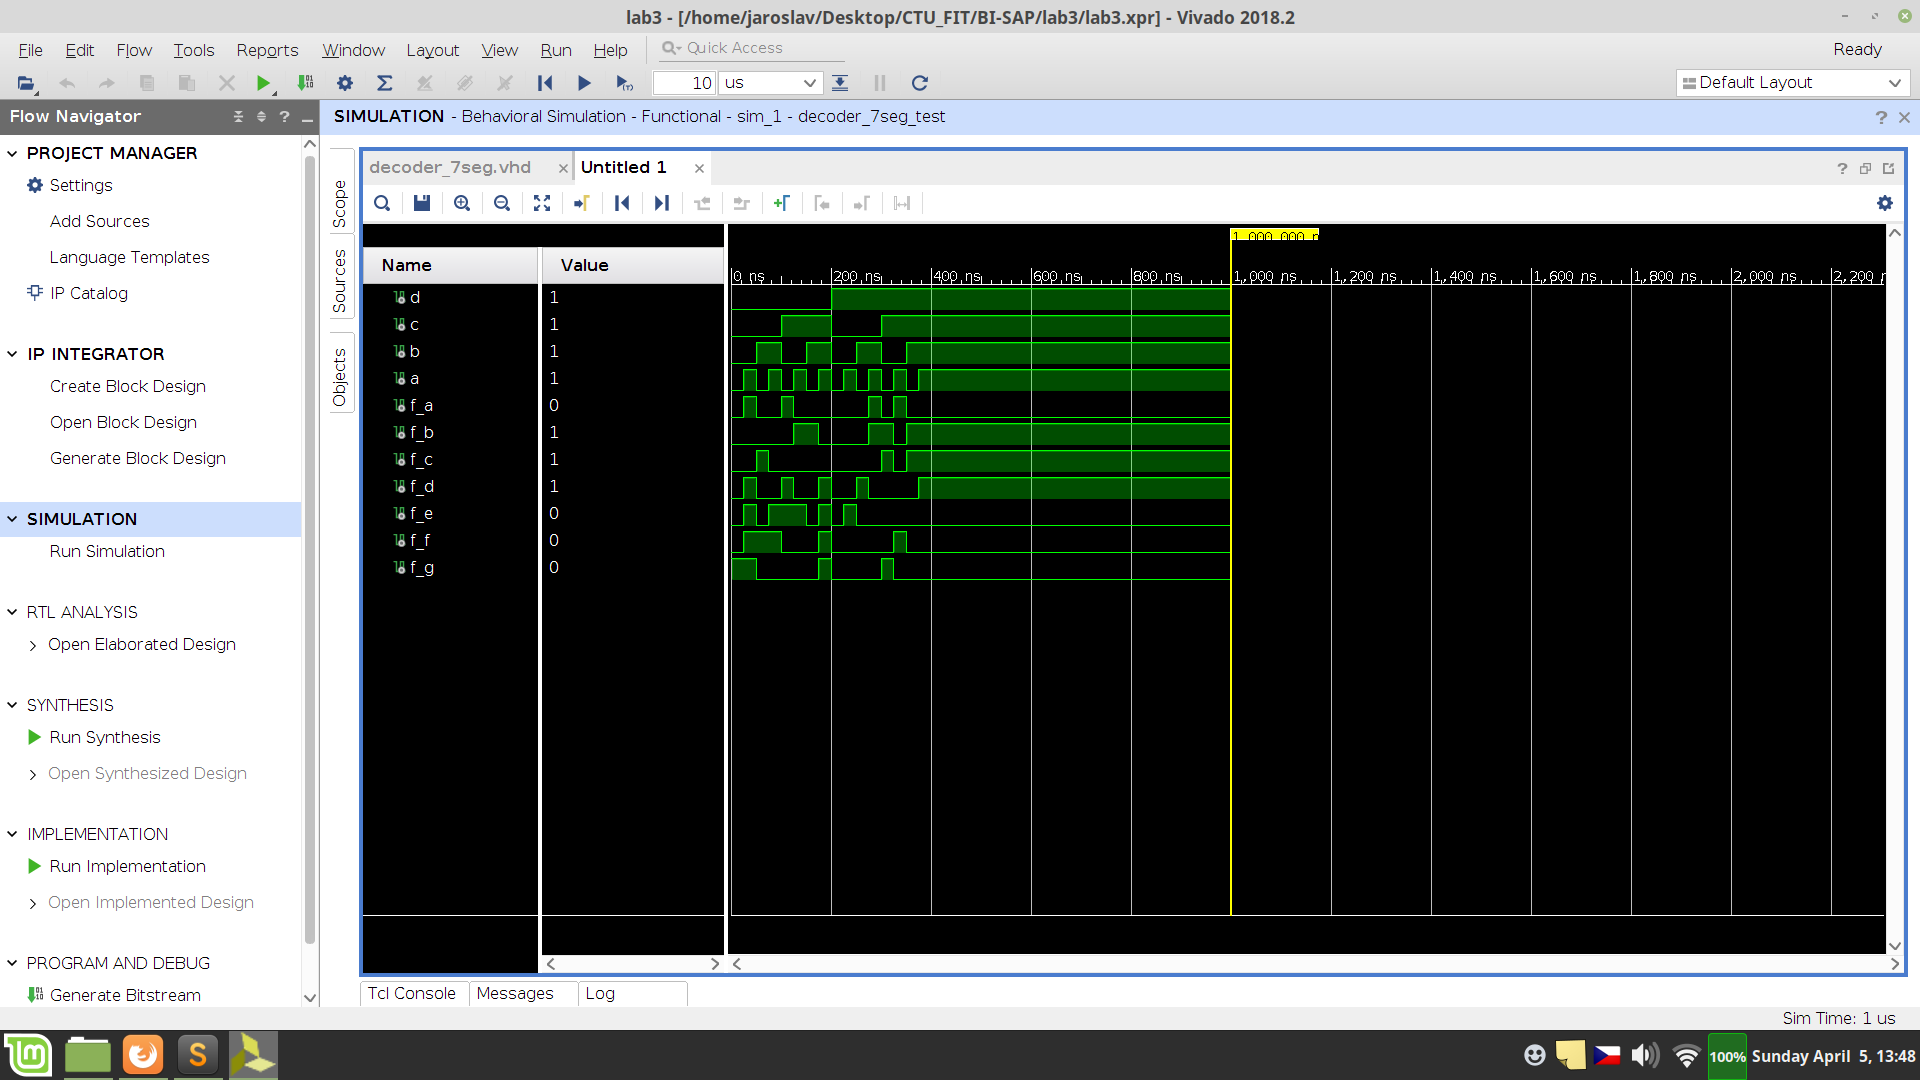 lab3 - [/home/jaroslav/Desktop/CTU_FIT/BI-SAP/lab3/lab3.xpr] - Vivado 2018.2
File Edit Flow Tools Reports Window Layout View Run Help Quick Access Ready
10 us Default Layout
Flow Navigator
SIMULATION - Behavioral Simulation - Functional - sim_1 - decoder_7seg_test
PROJECT MANAGER
Settings
Add Sources
Language Templates
IP Catalog
IP INTEGRATOR
Create Block Design
Open Block Design
Generate Block Design
SIMULATION
Run Simulation
RTL ANALYSIS
Open Elaborated Design
SYNTHESIS
Run Synthesis
Open Synthesized Design
IMPLEMENTATION
Run Implementation
Open Implemented Design
PROGRAM AND DEBUG
Generate Bitstream
Scope
Sources
Objects
decoder_7seg.vhd Untitled 1
Name Value
d 1
c 1
b 1
a 1
f_a 0
f_b 1
f_c 1
f_d 1
f_e 0
f_f 0
f_g 0
1,000.000 n
0 ns 200 ns 400 ns 600 ns 800 ns 1,000 ns 1,200 ns 1,400 ns 1,600 ns 1,800 ns 2,000 ns 2,200 n
Tcl Console Messages Log
Sim Time: 1 us
100% Sunday April 5, 13:48